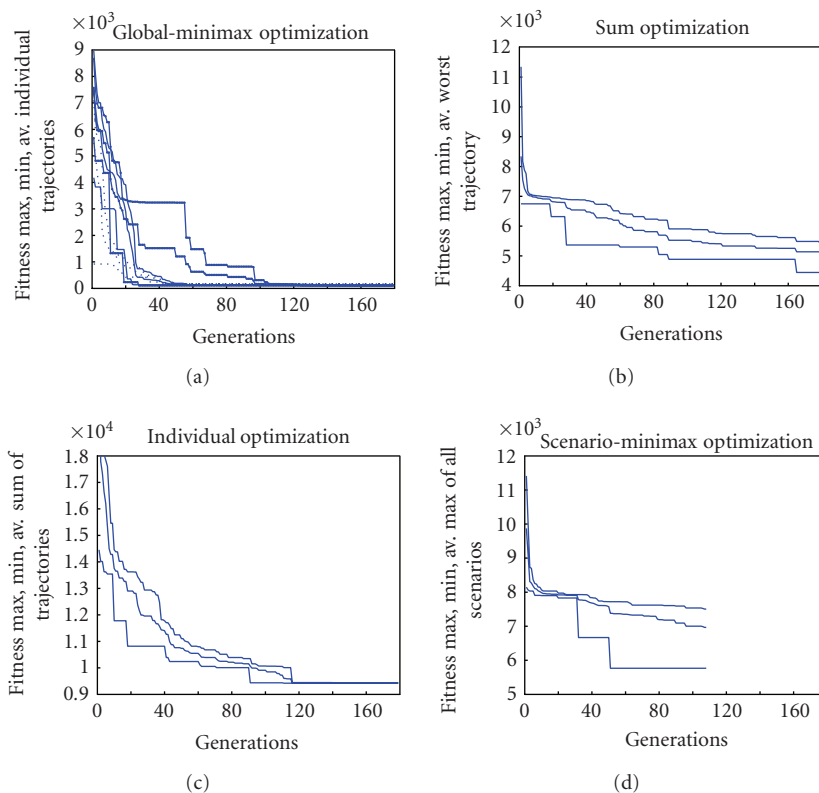 ×10³
Global-minimax optimization
9
8
7
6
5
4
3
2
1
0
0 40 80 120 160
Generations
Fitness max, min, av. individual
trajectories
(a)
×10³
Sum optimization
12
11
10
9
8
7
6
5
4
0 40 80 120 160
Generations
Fitness max, min, av. worst
trajectory
(b)
×10⁴
Individual optimization
1.8
1.7
1.6
1.5
1.4
1.3
1.2
1.1
1
0.9
0 40 80 120 160
Generations
Fitness max, min, av. sum of
trajectories
(c)
×10³
Scenario-minimax optimization
12
11
10
9
8
7
6
5
0 40 80 120 160
Generations
Fitness max, min, av. max of all
scenarios
(d)